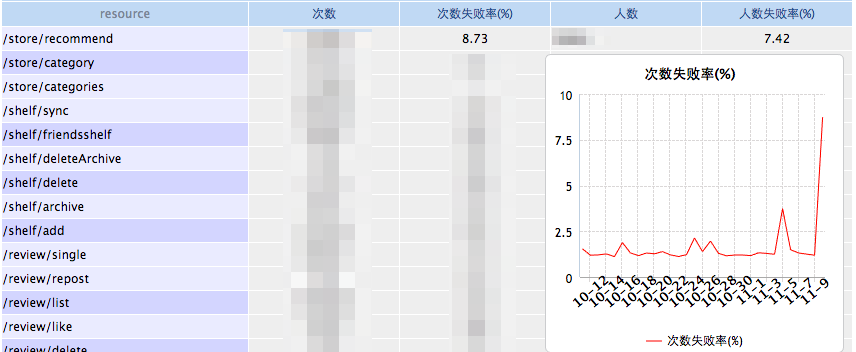 resource 次数 次数失败率(%) 人数 人数失败率(%)
/store/recommend 8.73 7.42
/store/category
/store/categories
/shelf/sync
/shelf/friendsshelf
/shelf/deleteArchive
/shelf/delete
/shelf/archive
/shelf/add
/review/single
/review/repost
/review/list
/review/like
/review/delete
次数失败率(%)
10
7.5
5
2.5
0
10-12 10-14 10-16 10-18 10-20 10-22 10-24 10-26 10-28 10-30 11-1 11-3 11-5 11-7 11-9
次数失败率(%)